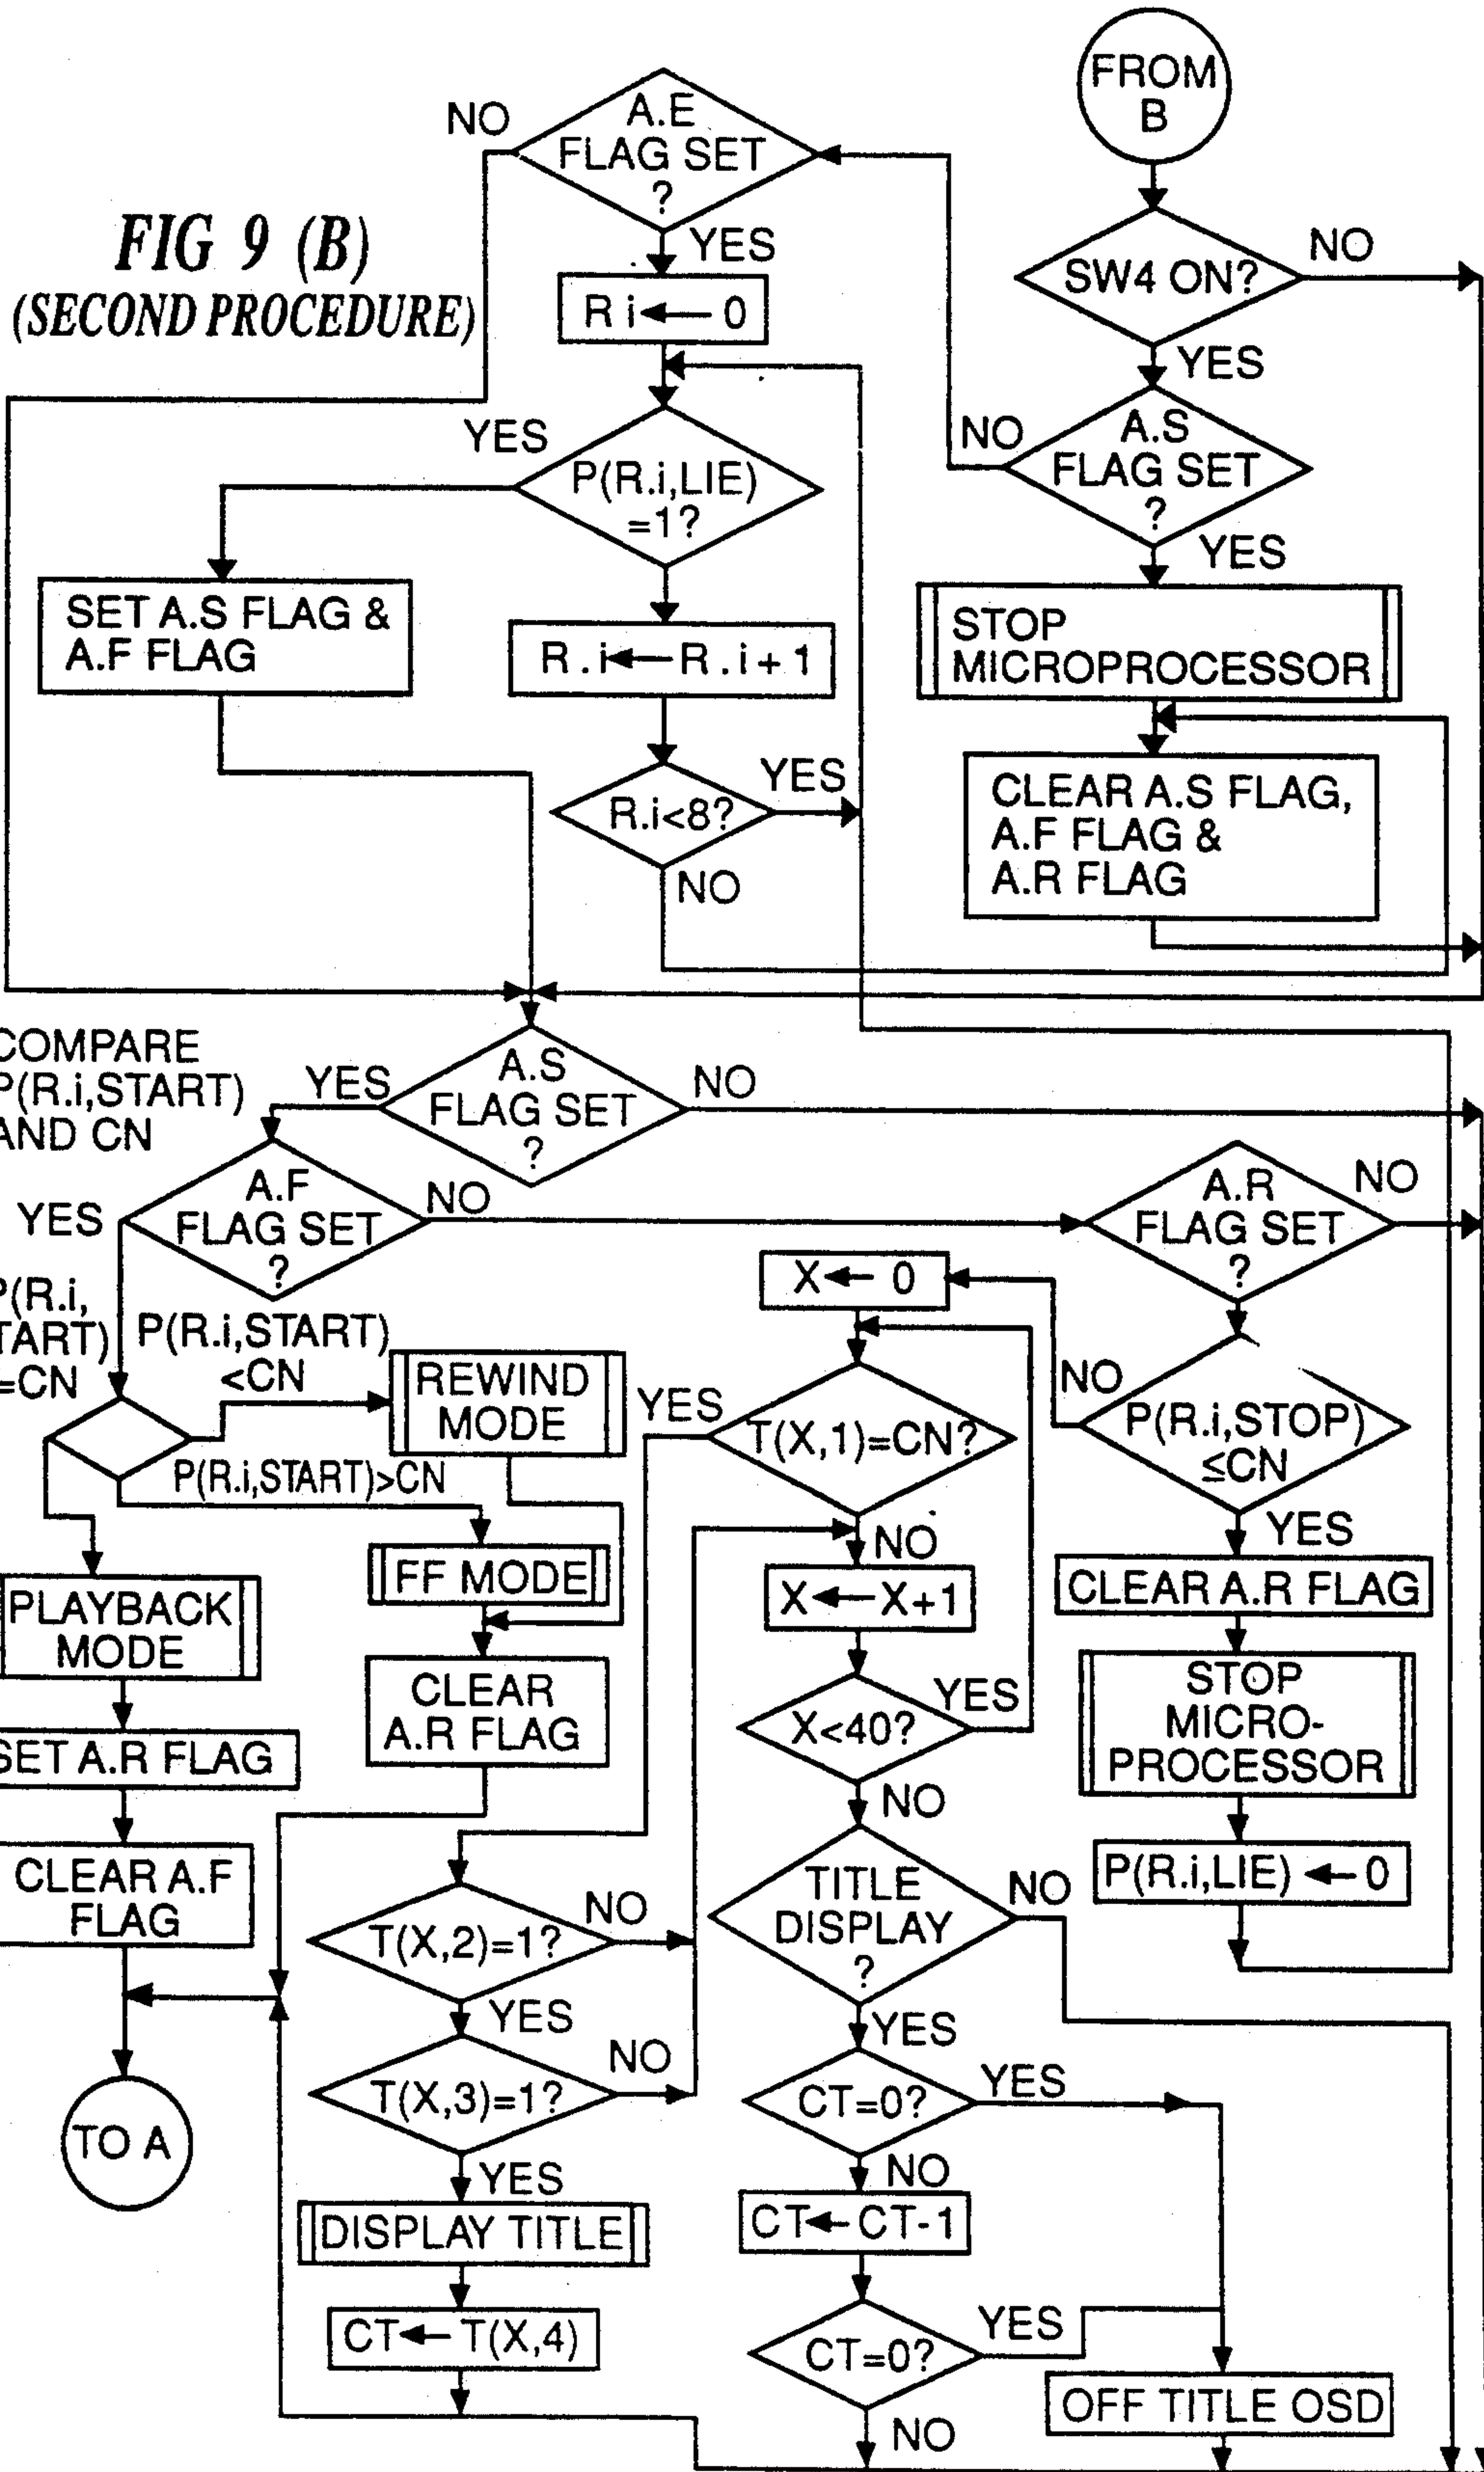 FROM
B
A.E
FLAG SET
?
NO
YES
FIG 9 (B)
(SECOND PROCEDURE)
SW4 ON?
NO
YES
R i ← 0
A.S
FLAG SET
?
NO
YES
P(R.i,LIE)
=1?
YES
STOP
MICROPROCESSOR
SET A.S FLAG &
A.F FLAG
R.i ← R.i+1
CLEAR A.S FLAG,
A.F FLAG &
A.R FLAG
R.i<8?
YES
NO
COMPARE
P(R.i,START)
AND CN
A.S
FLAG SET
?
YES
NO
A.F
FLAG SET
?
YES
NO
A.R
FLAG SET
?
NO
P(R.i,
START)
=CN
P(R.i,START)
<CN
P(R.i,START)>CN
REWIND
MODE
X ← 0
P(R.i,STOP)
≤CN
NO
YES
T(X,1)=CN?
YES
NO
FF MODE
PLAYBACK
MODE
X ← X+1
CLEAR A.R FLAG
CLEAR
A.R FLAG
STOP
MICRO-
PROCESSOR
X<40?
YES
NO
SET A.R FLAG
CLEAR A.F
FLAG
P(R.i,LIE) ← 0
TITLE
DISPLAY
?
NO
YES
T(X,2)=1?
NO
YES
T(X,3)=1?
NO
YES
CT=0?
YES
NO
TO A
DISPLAY TITLE
CT ← CT-1
CT ← T(X,4)
CT=0?
YES
NO
OFF TITLE OSD